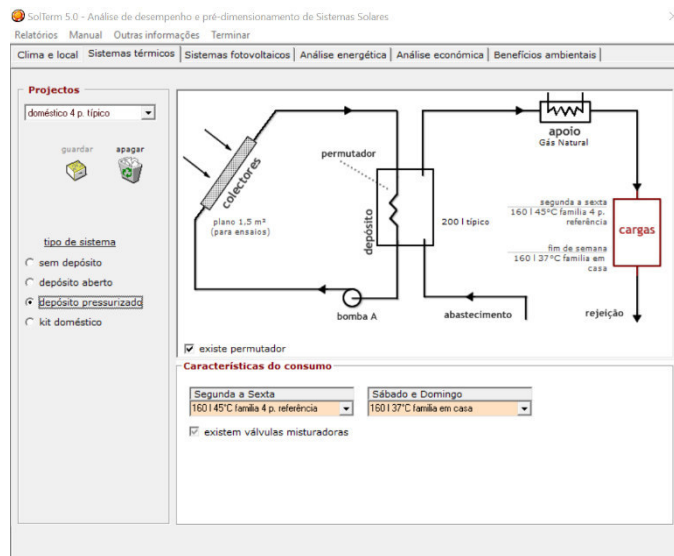 SolTerm 5.0 - Análise de desempenho e pré-dimensionamento de Sistemas Solares
Relatórios Manual Outras informações Terminar
Clima e local Sistemas térmicos Sistemas fotovoltaicos Análise energética Análise económica Benefícios ambientais
Projectos
doméstico 4 p. típico
guardar apagar
tipo de sistema
sem depósito
depósito aberto
depósito pressurizado
kit doméstico
colectores
plano 1,5 m²
(para ensaios)
permutador
depósito
200 l típico
bomba A
abastecimento
apoio
Gás Natural
segunda a sexta
160 l 45°C familia 4 p.
referência
fim de semana
160 l 37°C familia em
casa
cargas
rejeição
existe permutador
Características do consumo
Segunda a Sexta
160 l 45°C familia 4 p. referência
Sábado e Domingo
160 l 37°C familia em casa
existem válvulas misturadoras